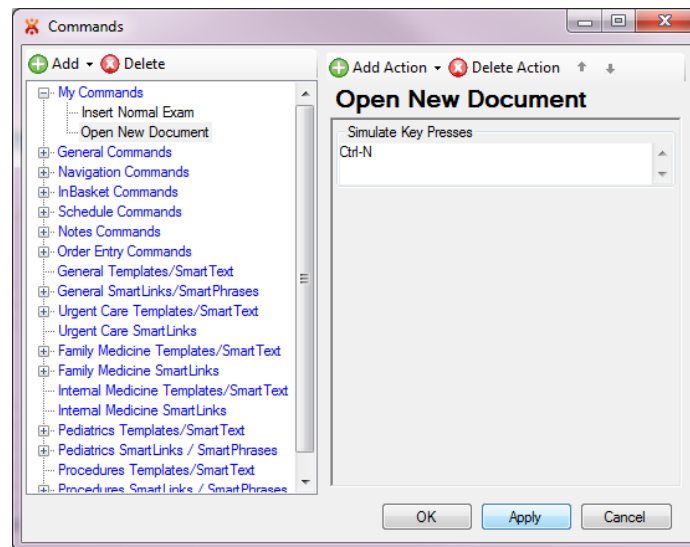 Commands
Add
Delete
My Commands
Insert Normal Exam
Open New Document
General Commands
Navigation Commands
InBasket Commands
Schedule Commands
Notes Commands
Order Entry Commands
General Templates/SmartText
General SmartLinks/SmartPhrases
Urgent Care Templates/SmartText
Urgent Care SmartLinks
Family Medicine Templates/SmartText
Family Medicine SmartLinks
Internal Medicine Templates/SmartText
Internal Medicine SmartLinks
Pediatrics Templates/SmartText
Pediatrics SmartLinks / SmartPhrases
Procedures Templates/SmartText
Procedures SmartLinks / SmartPhrases
Add Action
Delete Action
Open New Document
Simulate Key Presses
Ctrl-N
OK
Apply
Cancel